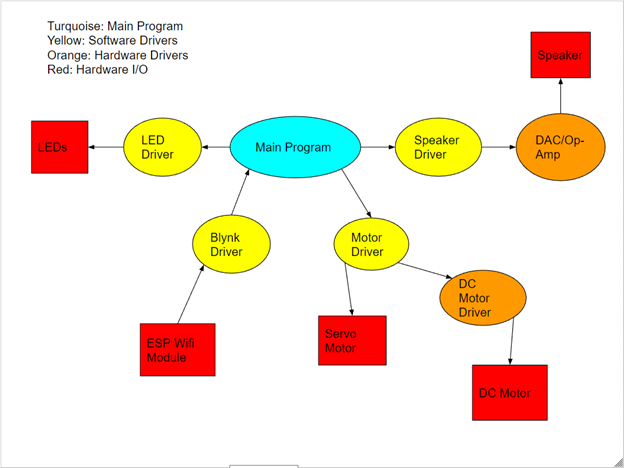 Turquoise: Main Program
Yellow: Software Drivers
Orange: Hardware Drivers
Red: Hardware I/O
Speaker
LEDs
LED
Driver
Main Program
Speaker
Driver
DAC/Op-
Amp
Blynk
Driver
Motor
Driver
DC
Motor
Driver
ESP Wifi
Module
Servo
Motor
DC Motor